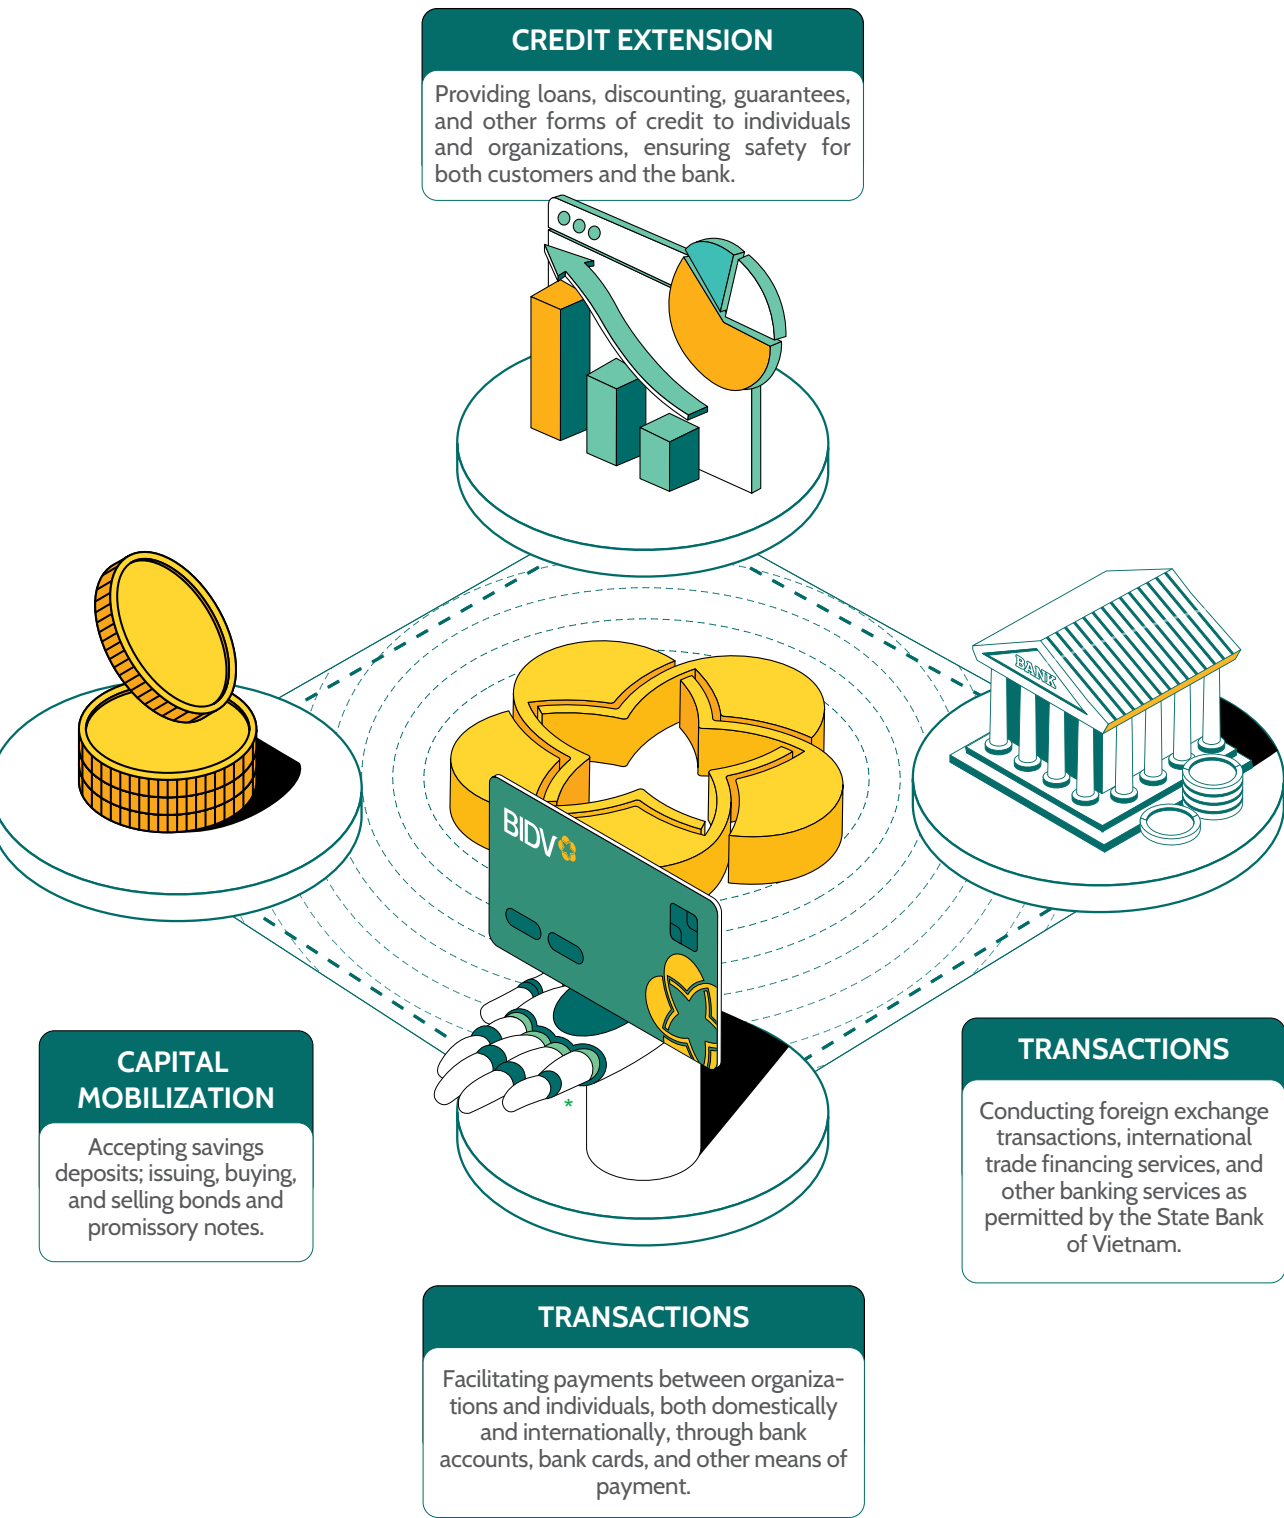 CREDIT EXTENSION
Providing loans, discounting, guarantees,
and other forms of credit to individuals
and organizations, ensuring safety for
both customers and the bank.
BANK
BIDV
*
CAPITAL
MOBILIZATION
Accepting savings
deposits; issuing, buying,
and selling bonds and
promissory notes.
TRANSACTIONS
Conducting foreign exchange
transactions, international
trade financing services, and
other banking services as
permitted by the State Bank
of Vietnam.
TRANSACTIONS
Facilitating payments between organiza-
tions and individuals, both domestically
and internationally, through bank
accounts, bank cards, and other means of
payment.